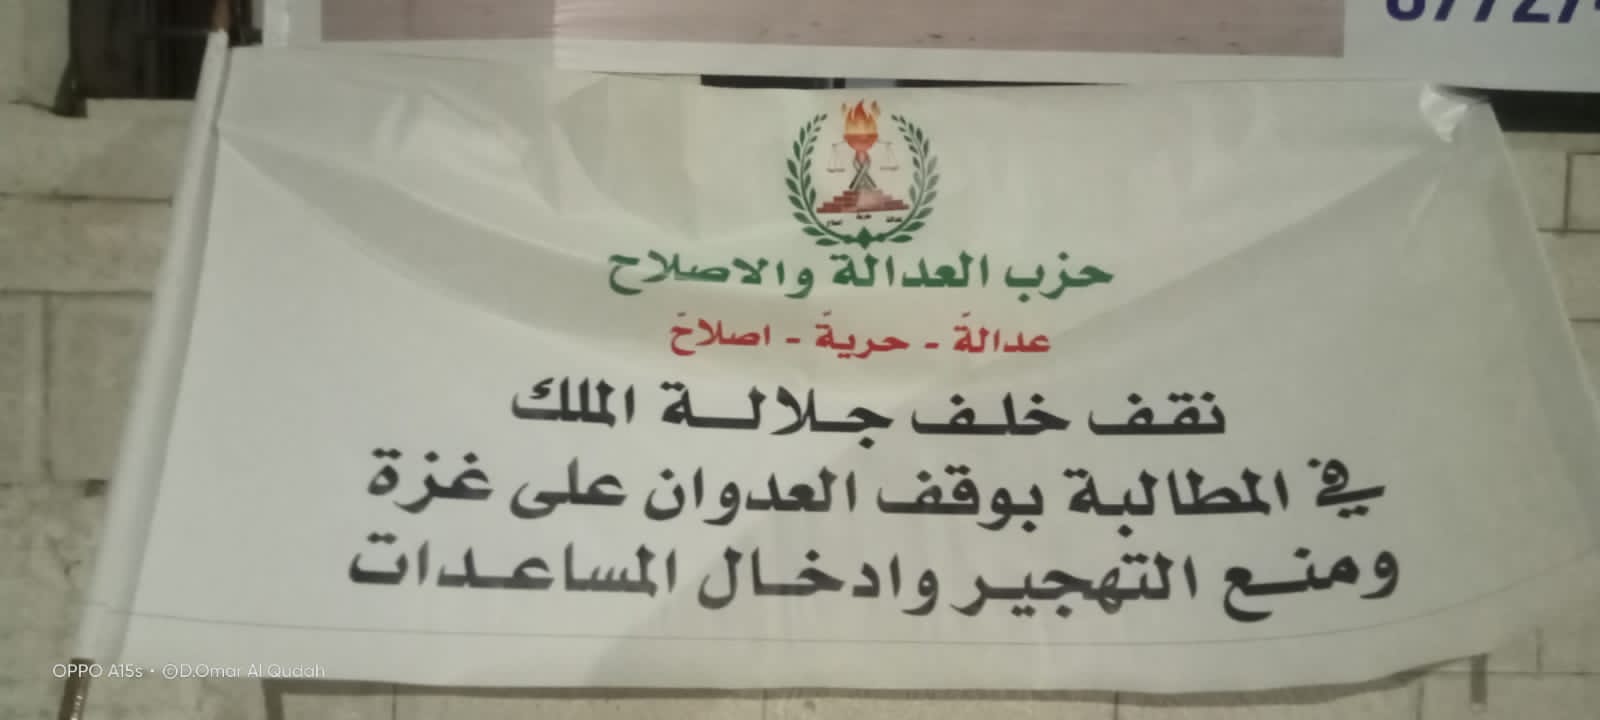 حزب العدالة والاصلاح
عدالة - حرية - اصلاح
نقف خلف جلالة الملك
في المطالبة بوقف العدوان على غزة
ومنع التهجير وادخال المساعدات
OPPO A15s · ©D.Omar Al Qudah